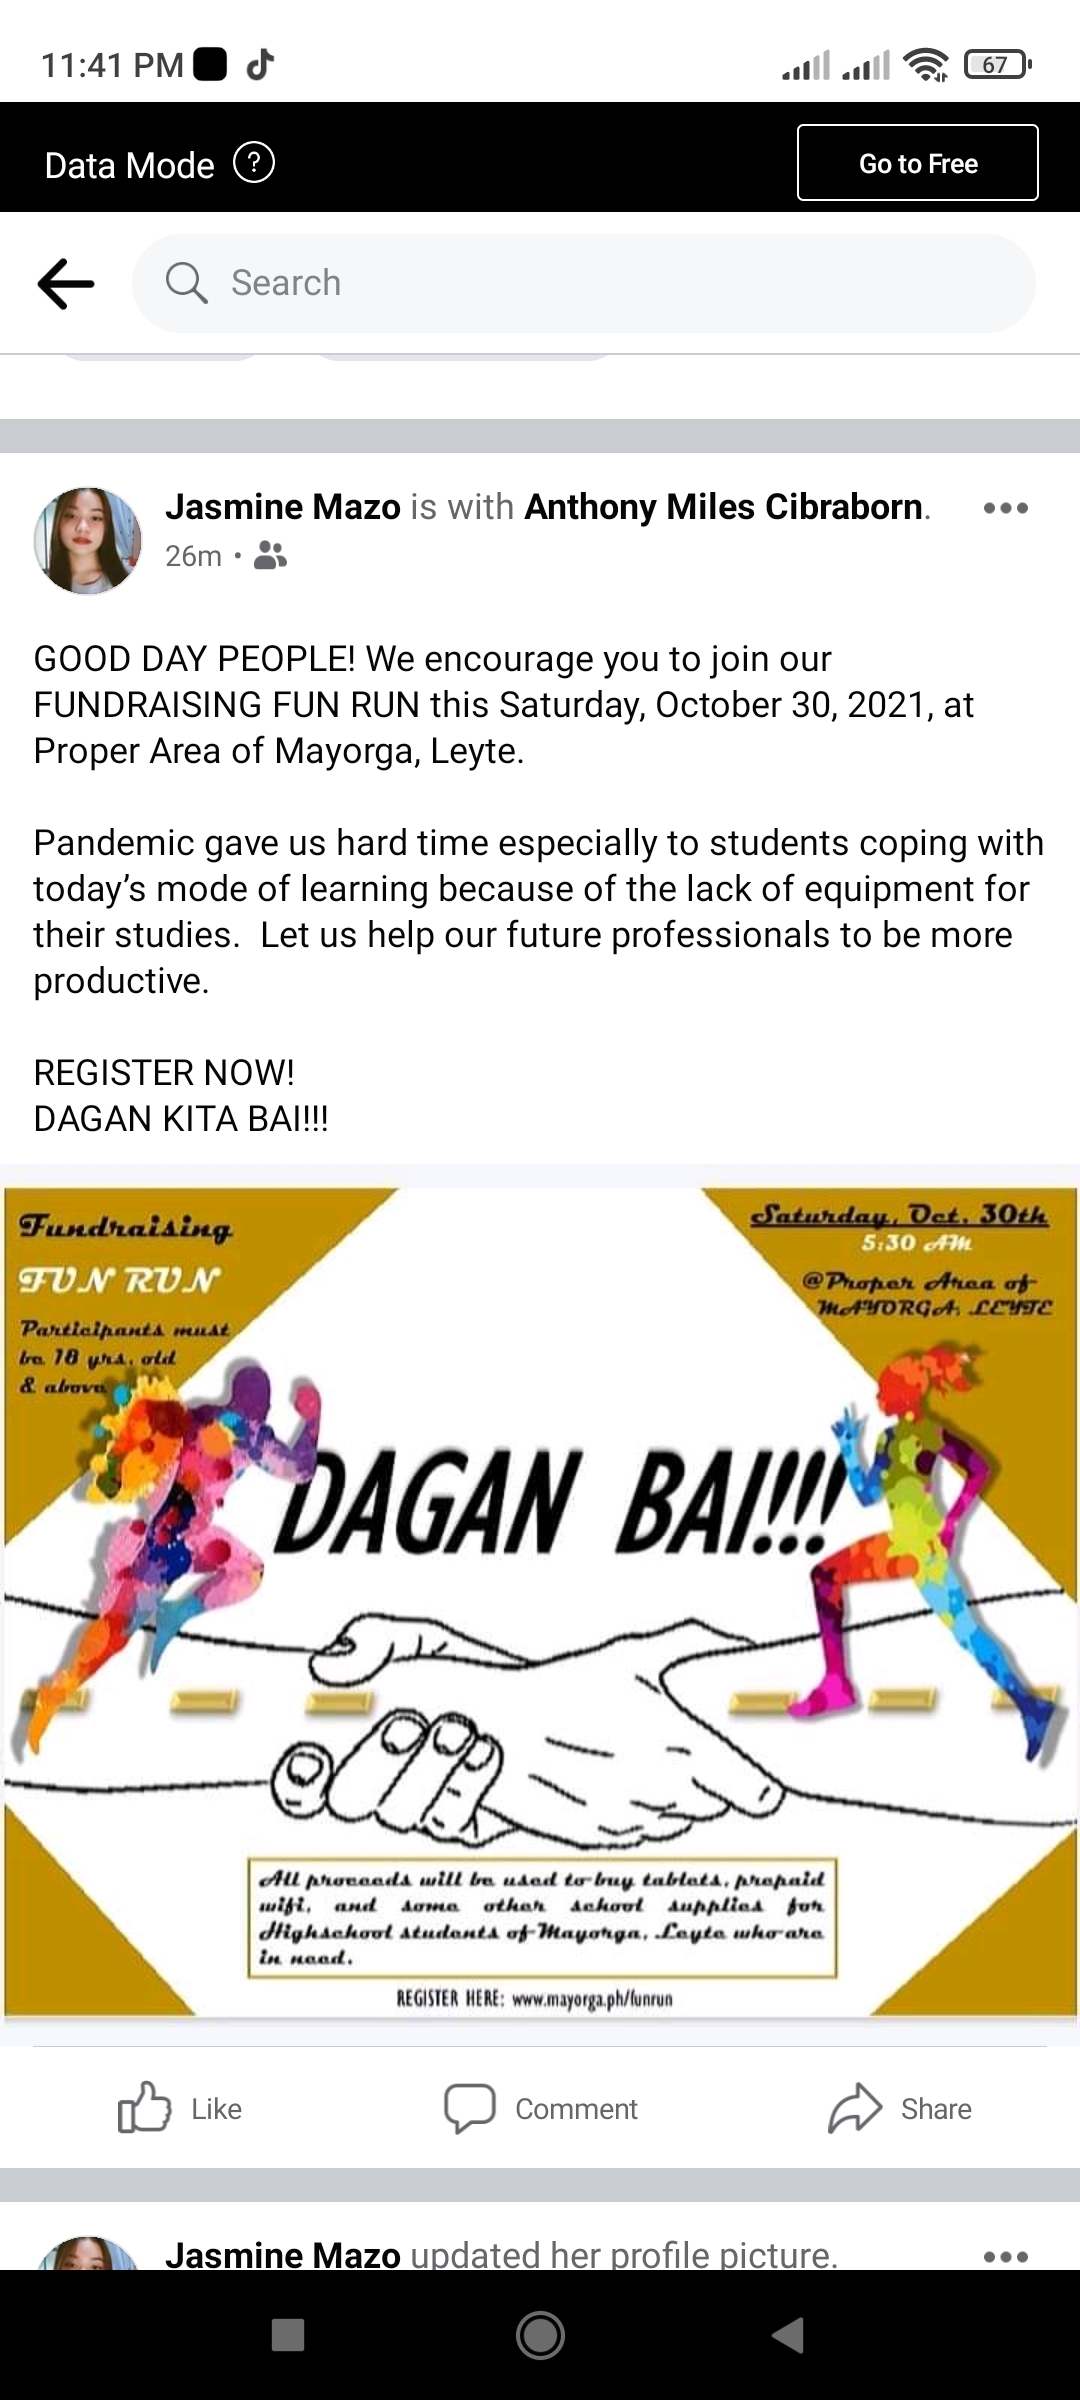 11:41 PM
67
Data Mode ?
Go to Free
Search
Jasmine Mazo is with Anthony Miles Cibraborn.
26m •
GOOD DAY PEOPLE! We encourage you to join our
FUNDRAISING FUN RUN this Saturday, October 30, 2021, at
Proper Area of Mayorga, Leyte.
Pandemic gave us hard time especially to students coping with
today’s mode of learning because of the lack of equipment for
their studies.  Let us help our future professionals to be more
productive.
REGISTER NOW!
DAGAN KITA BAI!!!
Fundraising
FUN RUN
Participants must
be 18 yrs. old
& above
Saturday, Oct. 30th
5:30 AM
@Proper Area of
MAYORGA, LEYTE
DAGAN BAI!!!
All proceeds will be used to buy tablets, prepaid
wifi, and some other school supplies for
Highschool students of Mayorga, Leyte who are
in need.
REGISTER HERE: www.mayorga.ph/funrun
Like
Comment
Share
Jasmine Mazo updated her profile picture.